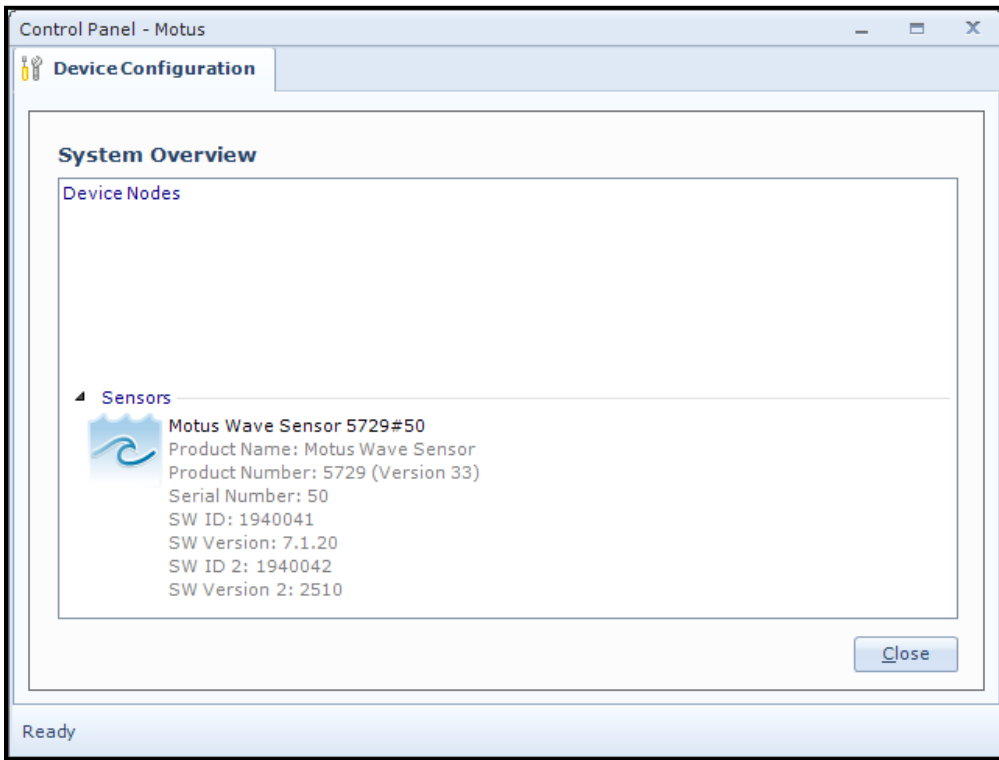 Control Panel - Motus
Device Configuration
System Overview
Device Nodes
Sensors
Motus Wave Sensor 5729#50
Product Name: Motus Wave Sensor
Product Number: 5729 (Version 33)
Serial Number: 50
SW ID: 1940041
SW Version: 7.1.20
SW ID 2: 1940042
SW Version 2: 2510
Close
Ready